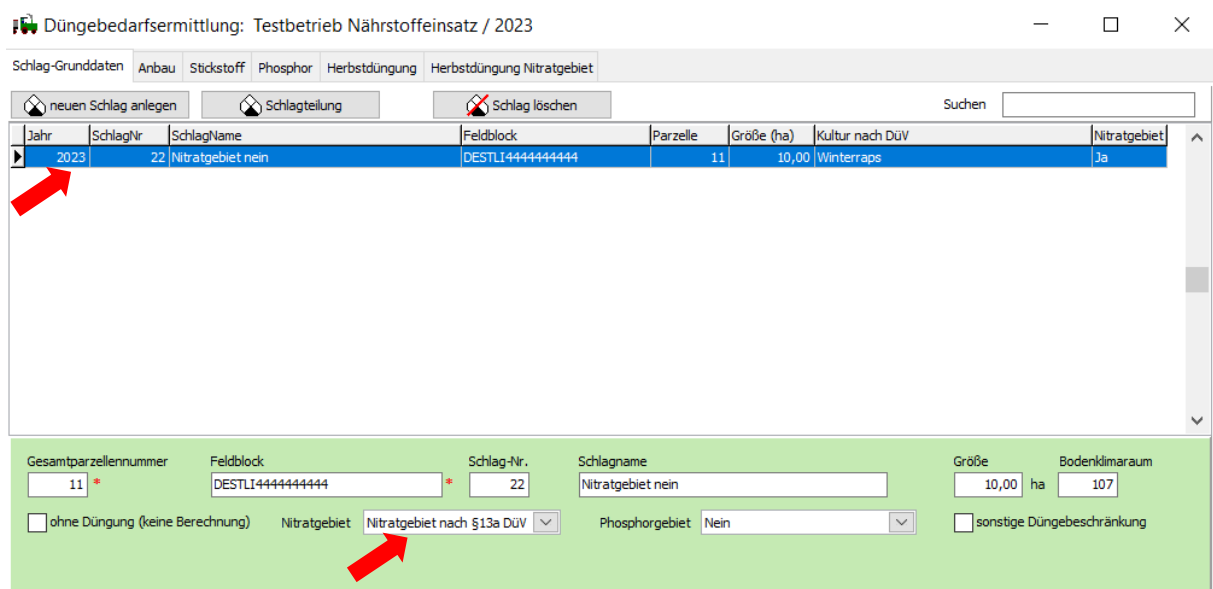 Düngebedarfsermittlung: Testbetrieb Nährstoffeinsatz / 2023
Schlag-Grunddaten Anbau Stickstoff Phosphor Herbstdüngung Herbstdüngung Nitratgebiet
neuen Schlag anlegen Schlagteilung Schlag löschen Suchen
Jahr SchlagNr SchlagName Feldblock Parzelle Größe (ha) Kultur nach DüV Nitratgebiet
2023 22 Nitratgebiet nein DESTLI4444444444 11 10,00 Winterraps Ja
Gesamtparzellennummer Feldblock Schlag-Nr. Schlagname Größe Bodenklimaraum
11 * DESTLI4444444444 * 22 Nitratgebiet nein 10,00 ha 107
ohne Düngung (keine Berechnung) Nitratgebiet Nitratgebiet nach §13a DüV Phosphorgebiet Nein sonstige Düngebeschränkung